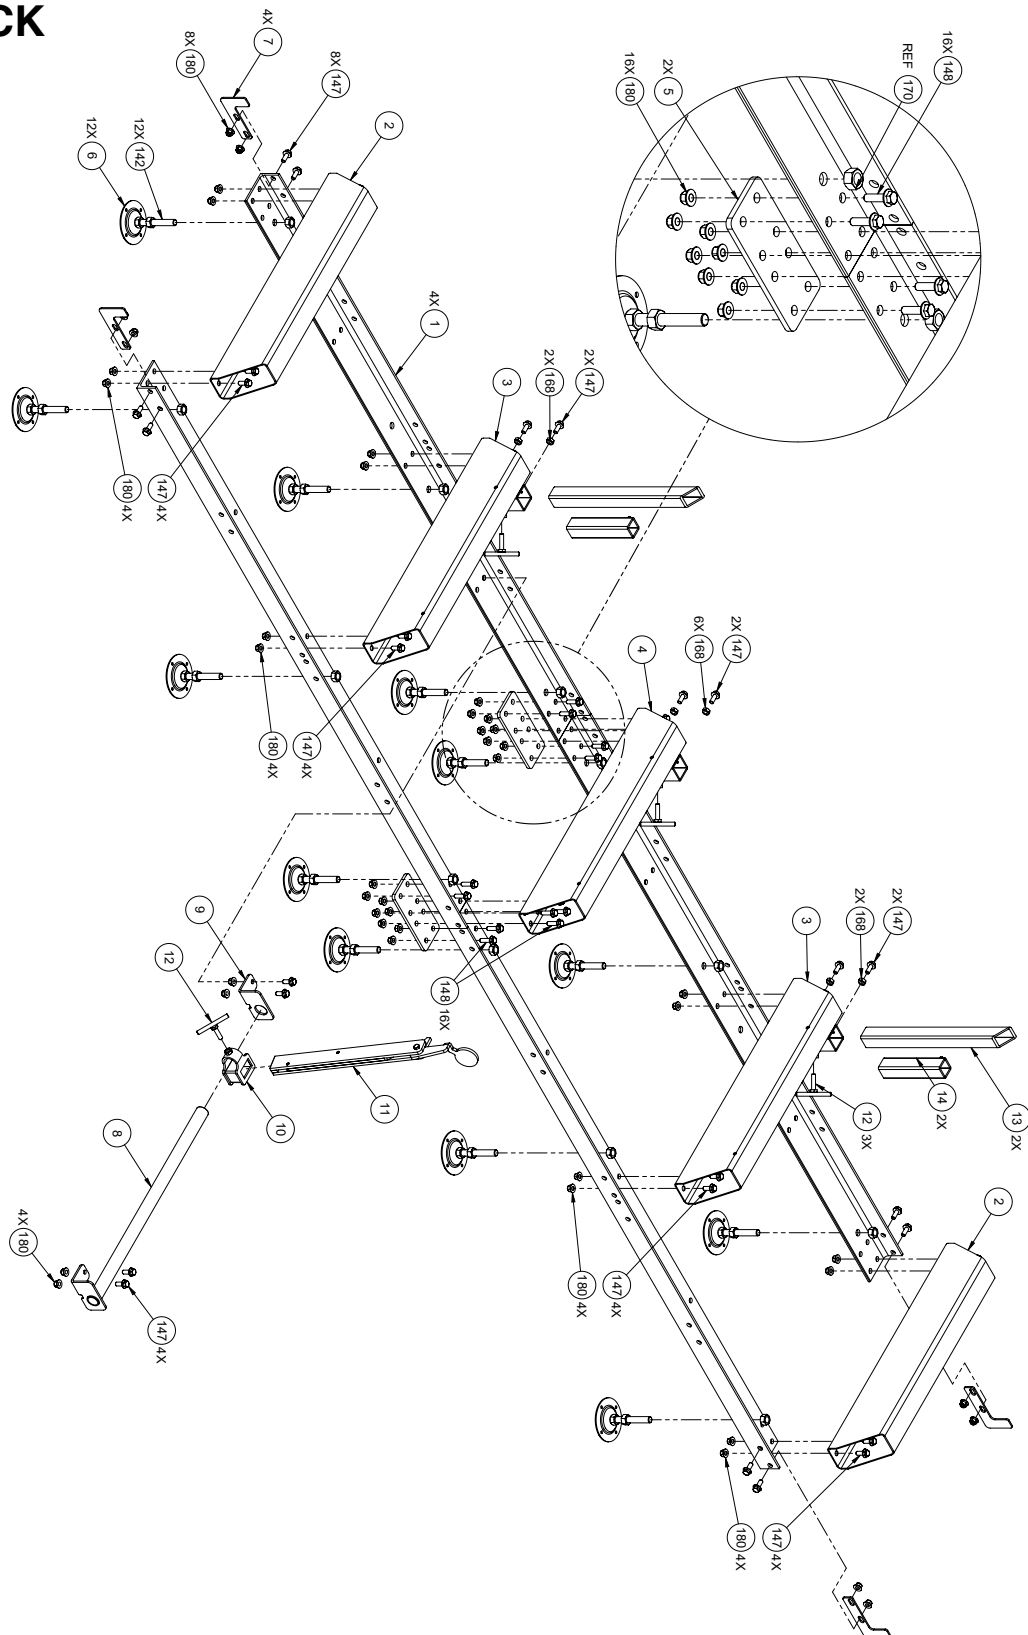 CK
4X 7
8X 180
8X 147
2
12X 142
12X 6
REF 170
16X 148
2X 5
16X 180
4X 1
3
2X 168
2X 147
180 4X
147 4X
4
6X 168
2X 147
180 4X
147 4X
3
2X 168
2X 147
9
12
148 16X
11
10
8
12 3X
14 2X
13 2X
2
4X 180
147 4X
180 4X
147 4X
180 4X
147 4X